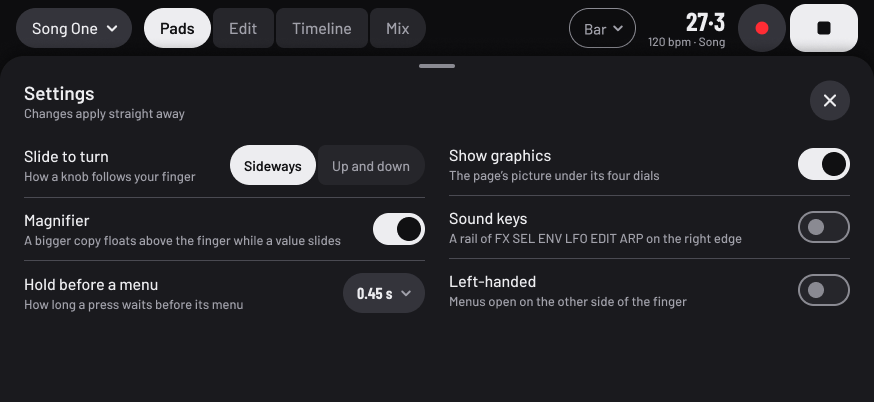 Song One
Pads
Edit
Timeline
Mix
Bar
27·3
120 bpm · Song
Settings
Changes apply straight away
Slide to turn
How a knob follows your finger
Sideways
Up and down
Magnifier
A bigger copy floats above the finger while a value slides
Hold before a menu
How long a press waits before its menu
0.45 s
Show graphics
The page’s picture under its four dials
Sound keys
A rail of FX SEL ENV LFO EDIT ARP on the right edge
Left-handed
Menus open on the other side of the finger